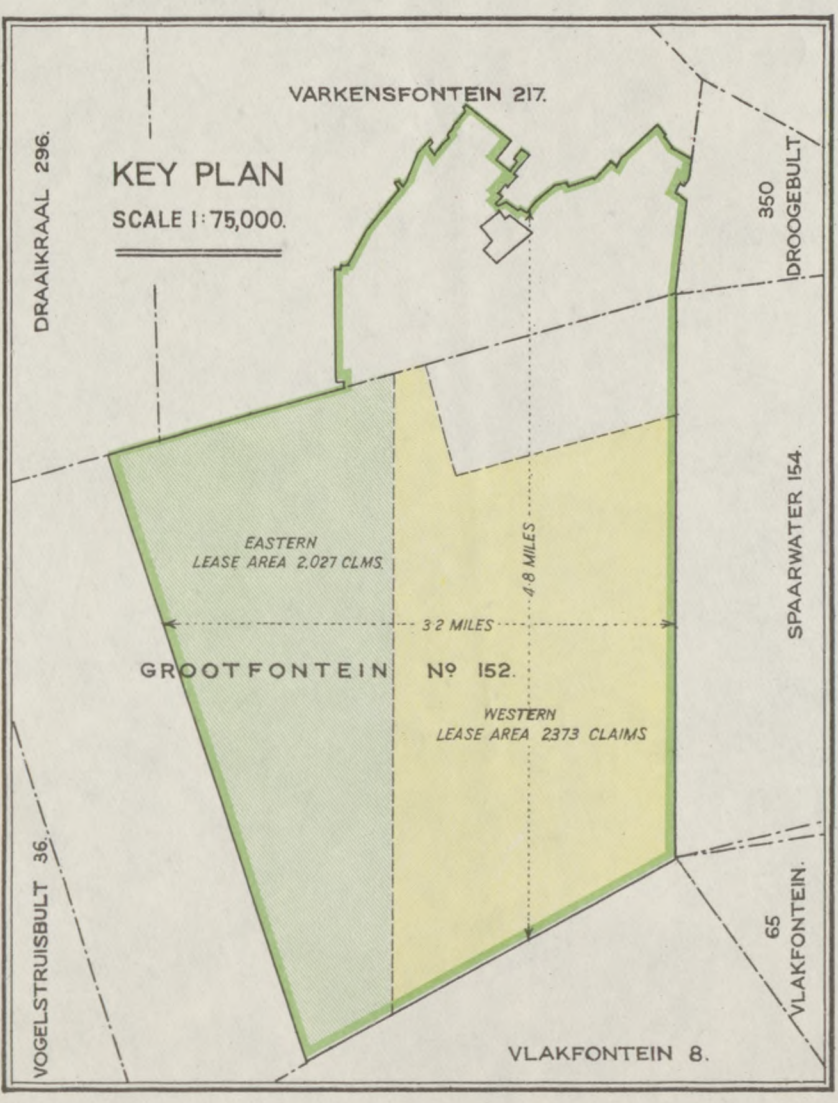 VARKENSFONTEIN 217.
KEY PLAN
SCALE 1:75,000.
DRAAIKRAAL 296.
350
DROOGEBULT
EASTERN
LEASE AREA 2.027 CLMS.
4·8 MILES
SPAARWATER 154.
3·2 MILES
GROOTFONTEIN Nº 152.
WESTERN
LEASE AREA 2373 CLAIMS
VOGELSTRUISBULT 36.
65
VLAKFONTEIN.
VLAKFONTEIN 8.